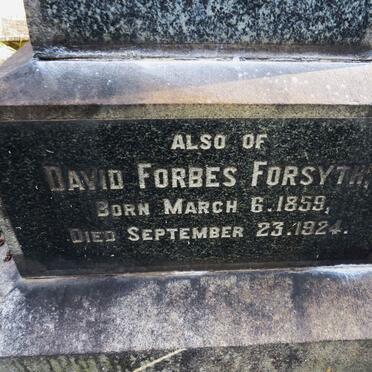 ALSO OF
DAVID FORBES FORSYTH,
BORN MARCH 6.1859,
DIED SEPTEMBER 23.1924.